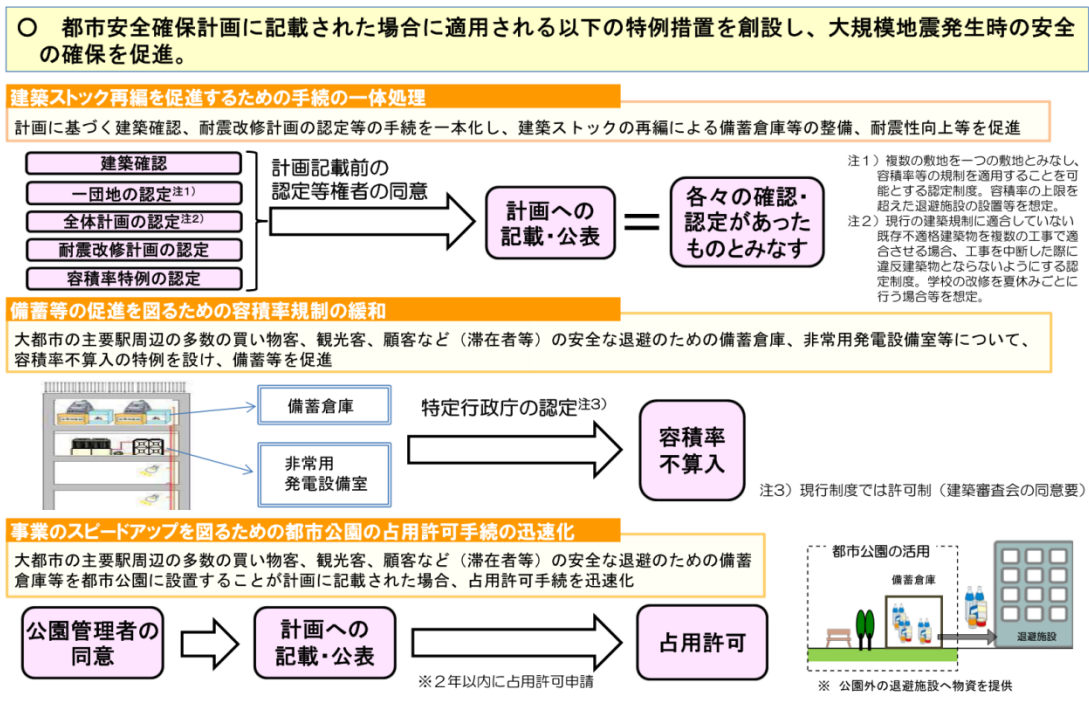 ○ 都市安全確保計画に記載された場合に適用される以下の特例措置を創設し、大規模地震発生時の安全
の確保を促進。
建築ストック再編を促進するための手続の一体処理
計画に基づく建築確認、耐震改修計画の認定等の手続を一本化し、建築ストックの再編による備蓄倉庫等の整備、耐震性向上等を促進
建築確認
一団地の認定注1)
全体計画の認定注2)
耐震改修計画の認定
容積率特例の認定
計画記載前の
認定等権者の同意
計画への
記載・公表
=
各々の確認・
認定があった
ものとみなす
注1)複数の敷地を一つの敷地とみなし、
容積率等の規制を適用することを可
能とする認定制度。容積率の上限を
超えた退避施設の設置等を想定。
注2)現行の建築規制に適合していない
既存不適格建築物を複数の工事で適
合させる場合、工事を中断した際に
違反建築物とならないようにする認
定制度。学校の改修を夏休みごとに
行う場合等を想定。
備蓄等の促進を図るための容積率規制の緩和
大都市の主要駅周辺の多数の買い物客、観光客、顧客など(滞在者等)の安全な退避のための備蓄倉庫、非常用発電設備室等について、
容積率不算入の特例を設け、備蓄等を促進
備蓄倉庫
非常用
発電設備室
特定行政庁の認定注3)
容積率
不算入
注3)現行制度では許可制(建築審査会の同意要)
事業のスピードアップを図るための都市公園の占用許可手続の迅速化
大都市の主要駅周辺の多数の買い物客、観光客、顧客など(滞在者等)の安全な退避のための備蓄
倉庫等を都市公園に設置することが計画に記載された場合、占用許可手続を迅速化
公園管理者の
同意
計画への
記載・公表
※2年以内に占用許可申請
占用許可
都市公園の活用
備蓄倉庫
退避施設
※ 公園外の退避施設へ物資を提供